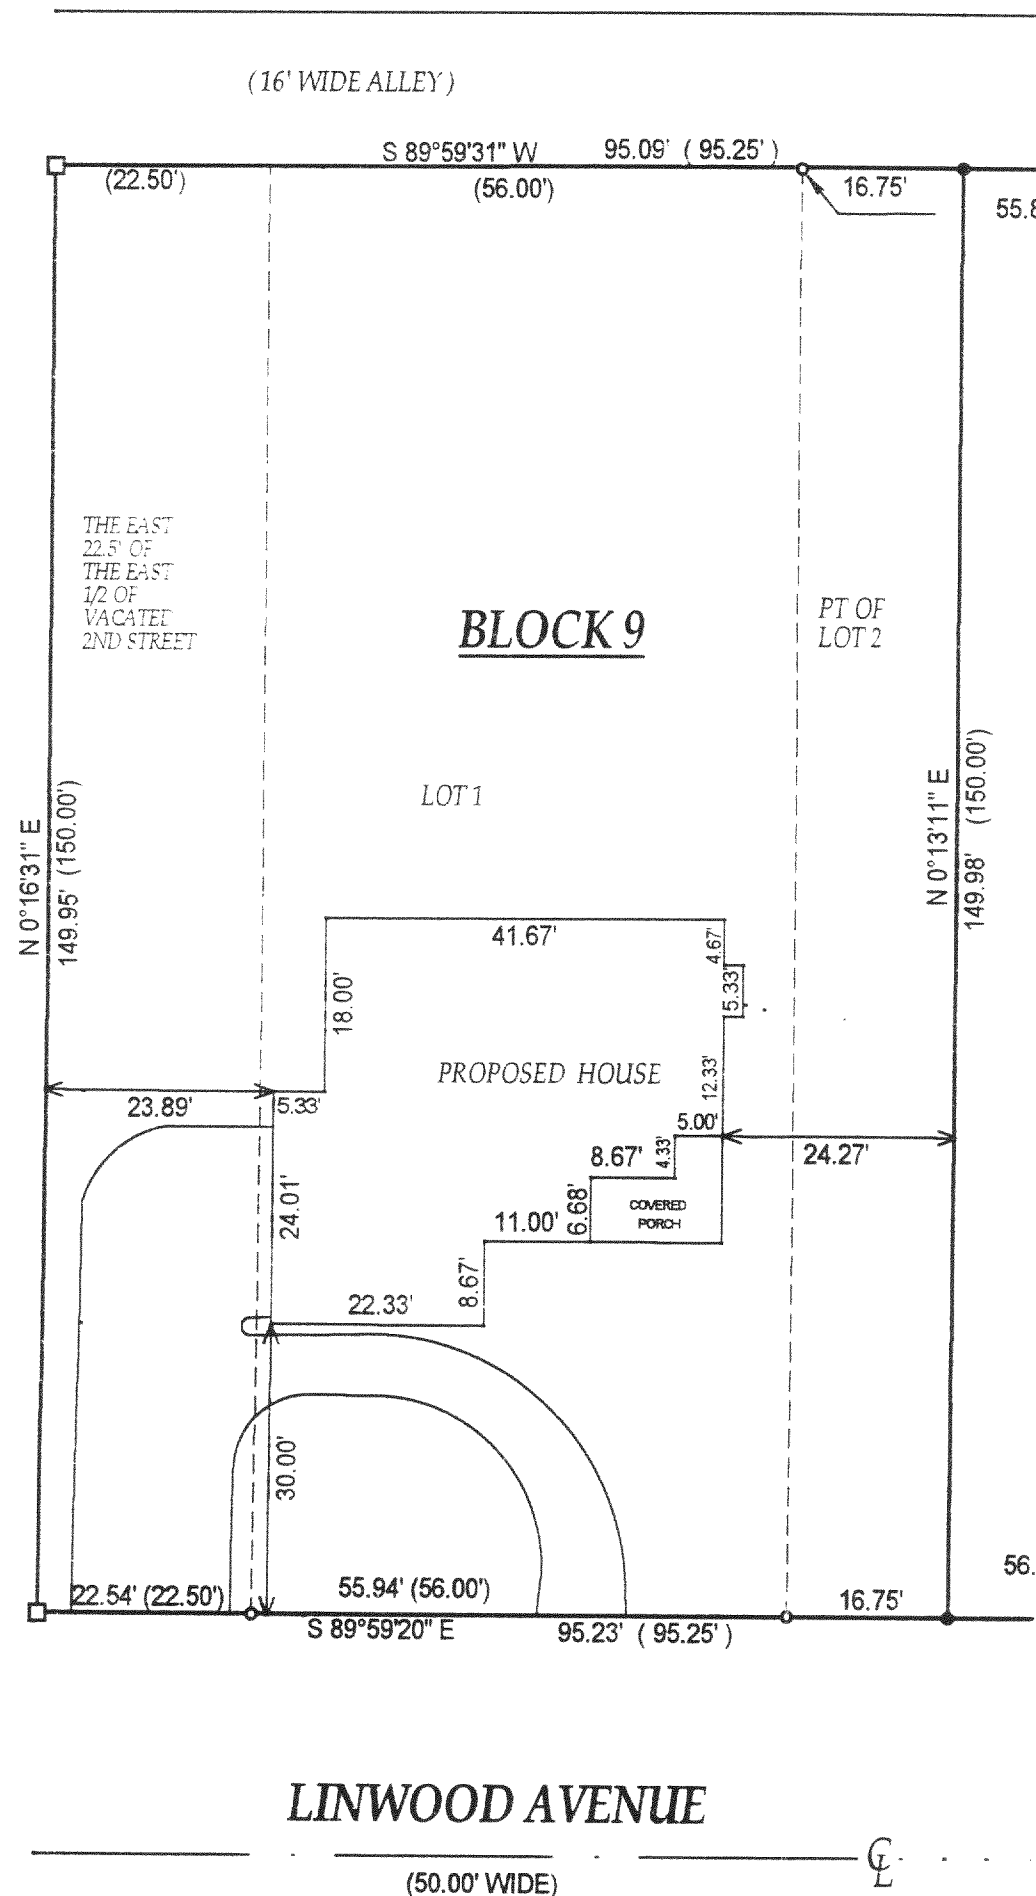 ( 16' WIDE ALLEY )
S 89°59'31" W 95.09' ( 95.25' )
(22.50') (56.00') 16.75'
55.8
THE EAST
22.5' OF
THE EAST
1/2 OF
VACATED
2ND STREET
BLOCK 9
PT OF
LOT 2
LOT 1
N 0°16'31" E
149.95' (150.00')
N 0°13'11" E
149.98' (150.00')
41.67'
4.67'
18.00'
5.33'
PROPOSED HOUSE
12.33'
23.89'
5.33'
5.00'
8.67'
4.33'
24.27'
24.01'
11.00'
6.68'
COVERED
PORCH
8.67'
22.33'
30.00'
22.54' (22.50') 55.94' (56.00') 16.75'
56.
S 89°59'20" E 95.23' ( 95.25' )
LINWOOD AVENUE
CL
(50.00' WIDE)